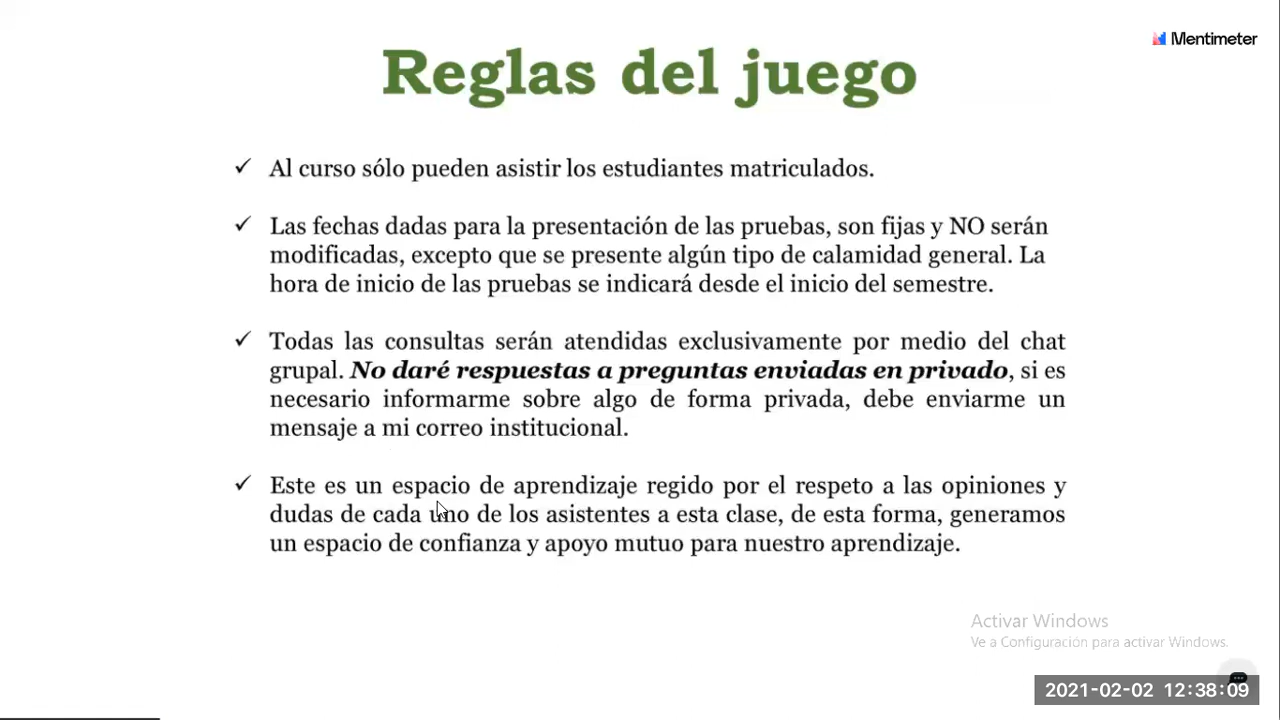 Mentimeter
Reglas del juego
✓ Al curso sólo pueden asistir los estudiantes matriculados.
✓ Las fechas dadas para la presentación de las pruebas, son fijas y NO serán
modificadas, excepto que se presente algún tipo de calamidad general. La
hora de inicio de las pruebas se indicará desde el inicio del semestre.
✓ Todas las consultas serán atendidas exclusivamente por medio del chat
grupal. No daré respuestas a preguntas enviadas en privado, si es
necesario informarme sobre algo de forma privada, debe enviarme un
mensaje a mi correo institucional.
✓ Este es un espacio de aprendizaje regido por el respeto a las opiniones y
dudas de cada uno de los asistentes a esta clase, de esta forma, generamos
un espacio de confianza y apoyo mutuo para nuestro aprendizaje.
Activar Windows
Ve a Configuración para activar Windows.
2021-02-02 12:38:09